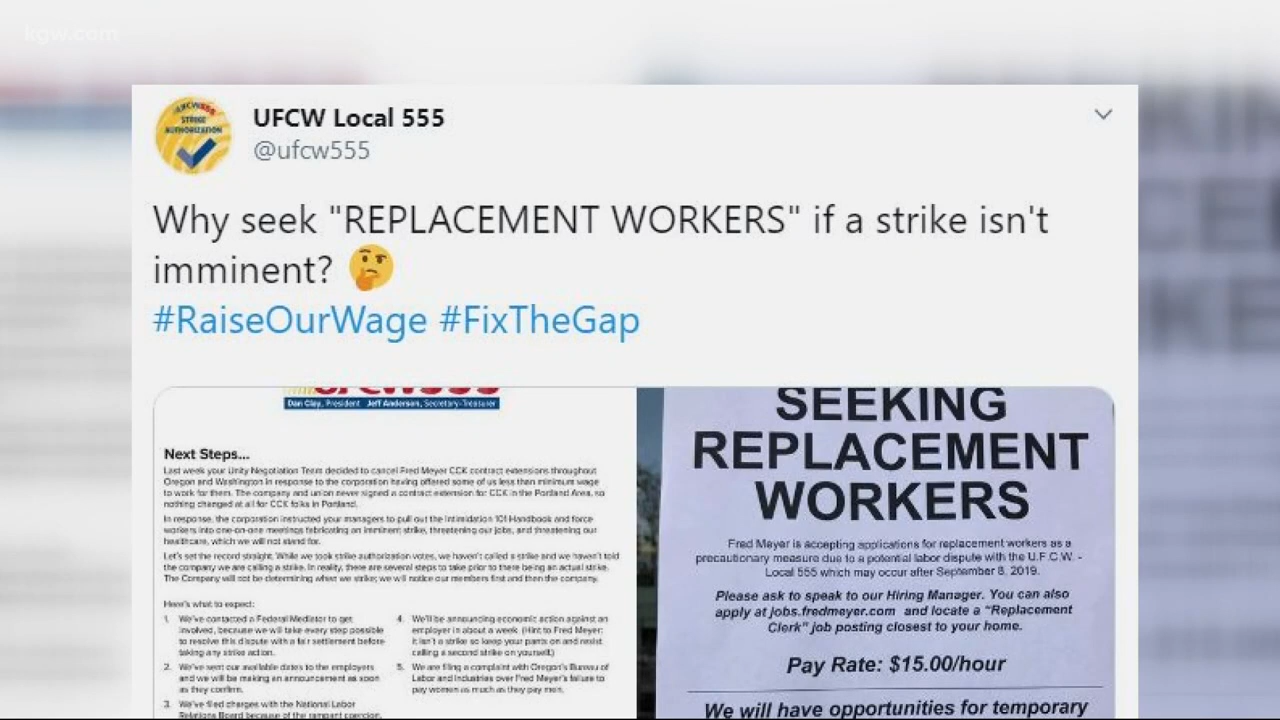 kgw.com
UFCW Local 555
@ufcw555
Why seek "REPLACEMENT WORKERS" if a strike isn't
imminent? 🤔
#RaiseOurWage #FixTheGap
Dan Clay, President Jeff Anderson, Secretary-Treasurer
Next Steps...
Last week your Unity Negotiation Team decided to cancel Fred Meyer CCK contract extensions throughout
Oregon and Washington in response to the corporation having offered some of us less than minimum wage
to work for them. The company and union never signed a contract extension for CCK in the Portland Area, so
nothing changed at all for CCK folks in Portland.
In response, the corporation instructed your managers to pull out the Intimidation 101 Handbook and force
workers into one-on-one meetings fabricating an imminent strike, threatening our jobs, and threatening our
healthcare, which we will not stand for.
Let's set the record straight. While we took strike authorization votes, we haven't called a strike and we haven't told
the company we are calling a strike. In reality, there are several steps to take prior to there being an actual strike.
The Company will not be determining when we strike; we will notice our members first and then the company.
Here's what to expect:
1. We've contacted a Federal Mediator to get
involved, because we will take every step possible
to resolve this dispute with a fair settlement before
taking any strike action.
2. We've sent our available dates to the employers
and we will be making an announcement as soon
as they confirm.
3. We've filed charges with the National Labor
Relations Board because of the rampant coercion,
4. We'll be announcing economic action against an
employer in about a week. (Hint to Fred Meyer:
it isn't a strike so keep your pants on and resist
calling a second strike on yourself.)
5. We are filing a complaint with Oregon's Bureau of
Labor and Industries over Fred Meyer's failure to
pay women as much as they pay men.
SEEKING
REPLACEMENT
WORKERS
Fred Meyer is accepting applications for replacement workers as a
precautionary measure due to a potential labor dispute with the U.F.C.W. -
Local 555 which may occur after September 8, 2019.
Please ask to speak to our Hiring Manager. You can also
apply at jobs.fredmeyer.com and locate a "Replacement
Clerk" job posting closest to your home.
Pay Rate: $15.00/hour
We will have opportunities for temporary